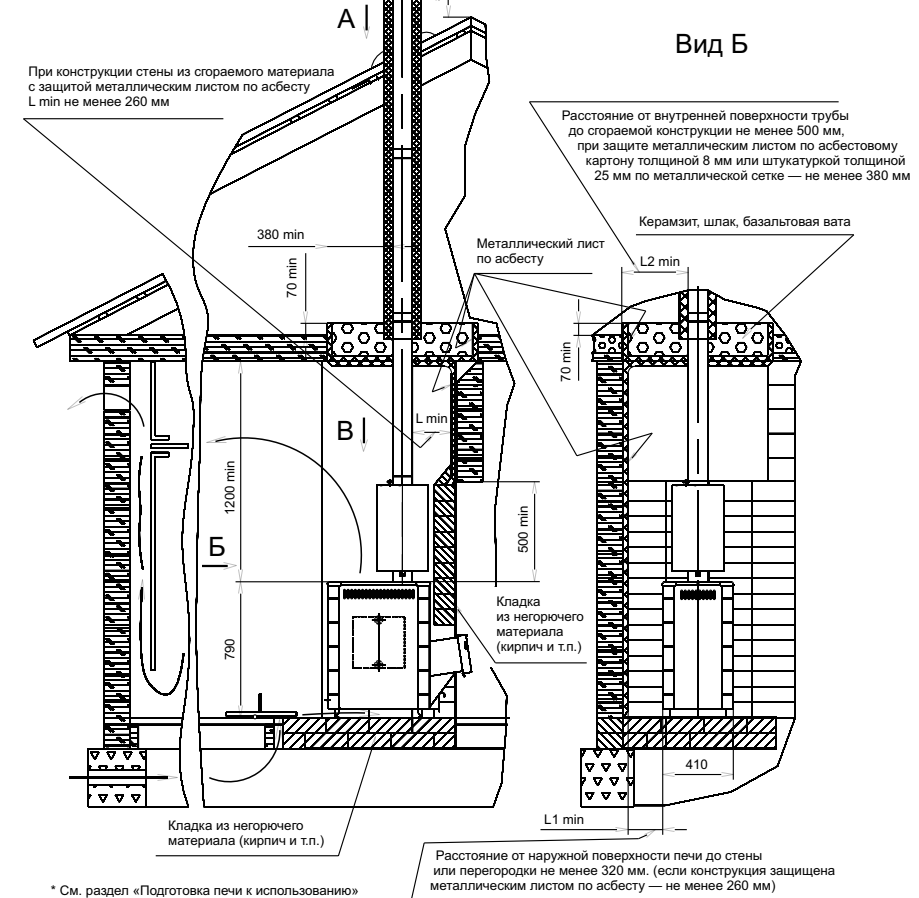 А
Вид Б
При конструкции стены из сгораемого материала
с защитой металлическим листом по асбесту
L min не менее 260 мм
Расстояние от внутренней поверхности трубы
до сгораемой конструкции не менее 500 мм,
при защите металлическим листом по асбестовому
картону толщиной 8 мм или штукатуркой толщиной
25 мм по металлической сетке — не менее 380 мм
Керамзит, шлак, базальтовая вата
380 min
Металлический лист
по асбесту
L2 min
70 min
70 min
L min
В
1200 min
500 min
Б
Кладка
из негорючего
материала
(кирпич и т.п.)
790
410
L1 min
Кладка из негорючего
материала (кирпич и т.п.)
Расстояние от наружной поверхности печи до стены
или перегородки не менее 320 мм. (если конструкция защищена
металлическим листом по асбесту — не менее 260 мм)
* См. раздел «Подготовка печи к использованию»